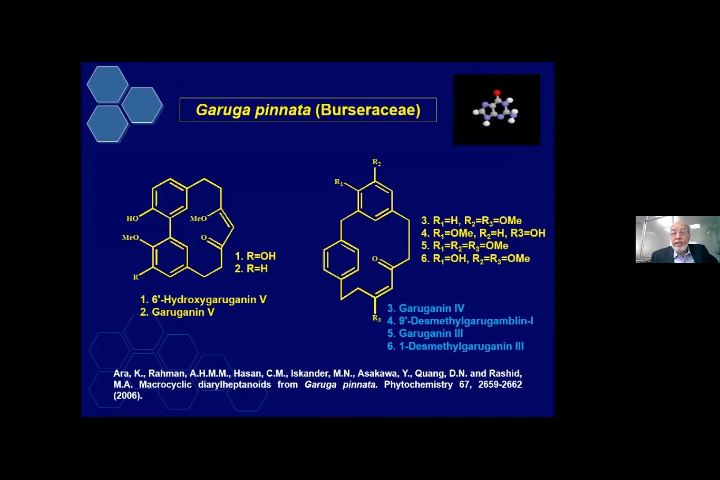 Garuga pinnata (Burseraceae)
R₂
R₁
HO
MeO
MeO
O
R
1. R=OH
2. R=H
O
R₃
3. R₁=H, R₂=R₃=OMe
4. R₁=OMe, R₂=H, R3=OH
5. R₁=R₂=R₃=OMe
6. R₁=OH, R₂=R₃=OMe
1. 6'-Hydroxygaruganin V
2. Garuganin V
3. Garuganin IV
4. 9'-Desmethylgarugamblin-I
5. Garuganin III
6. 1-Desmethylgaruganin III
Ara, K., Rahman, A.H.M.M., Hasan, C.M., Iskander, M.N., Asakawa, Y., Quang, D.N. and Rashid,
M.A. Macrocyclic diarylheptanoids from Garuga pinnata. Phytochemistry 67, 2659-2662
(2006).